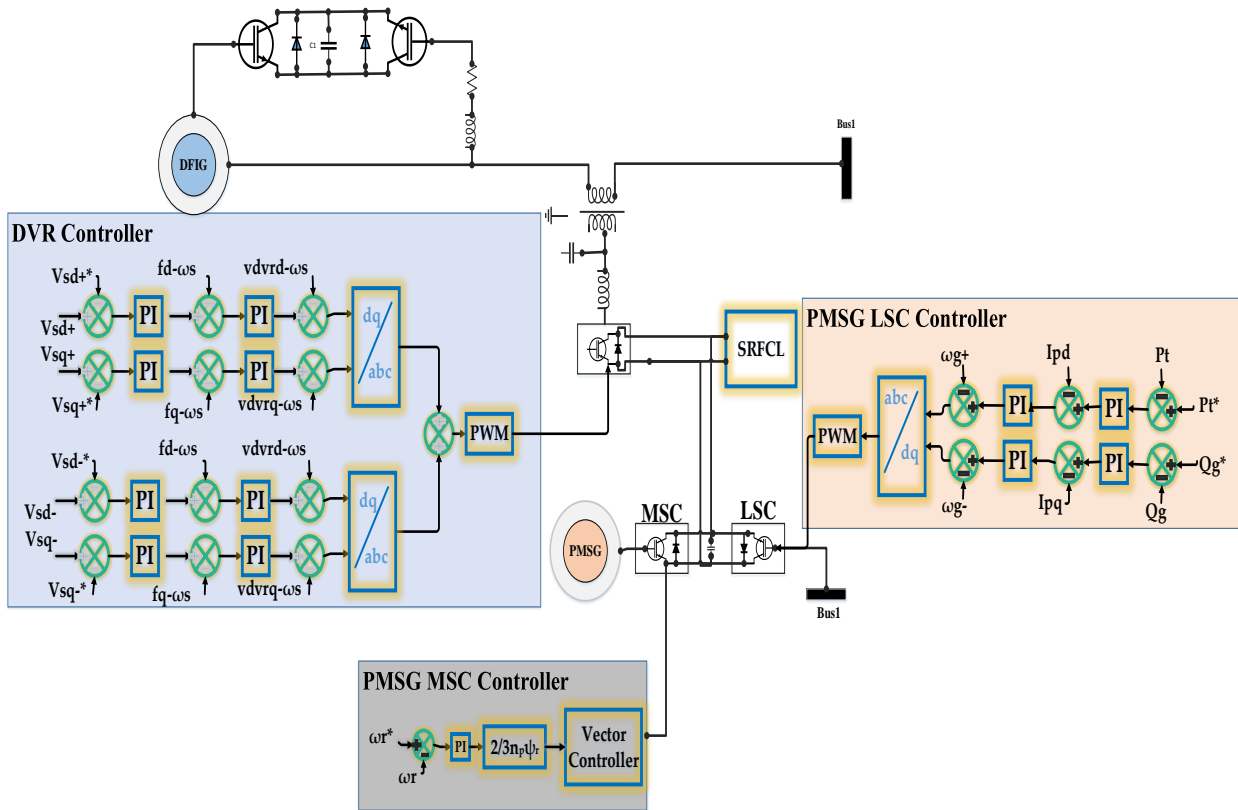 C1
DFIG
Bus1
DVR Controller
Vsd+*
fd-ωs
vdvrd-ωs
PI
PI
Vsd+
dq
abc
Vsq+
PI
PI
Vsq+*
fq-ωs
vdvrq-ωs
PWM
Vsd-*
fd-ωs
vdvrd-ωs
PI
PI
Vsd-
dq
abc
Vsq-
PI
PI
Vsq-*
fq-ωs
vdvrq-ωs
SRFCL
PMSG LSC Controller
ωg+
Ipd
Pt
PI
PI
Pt*
abc
dq
PWM
PI
PI
Qg*
ωg-
Ipq
Qg
MSC
LSC
PMSG
Bus1
PMSG MSC Controller
ωr*
PI
2/3npψr
Vector
Controller
ωr